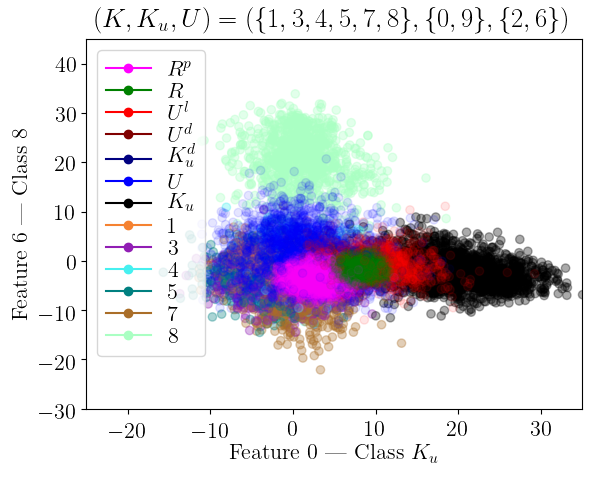 (K, K_u, U) = ({1, 3, 4, 5, 7, 8}, {0, 9}, {2, 6})
Feature 6 — Class 8
40
30
20
10
0
−10
−20
−30
R^p
R
U^l
U^d
K_u^d
U
K_u
1
3
4
5
7
8
−20 −10 0 10 20 30
Feature 0 — Class K_u